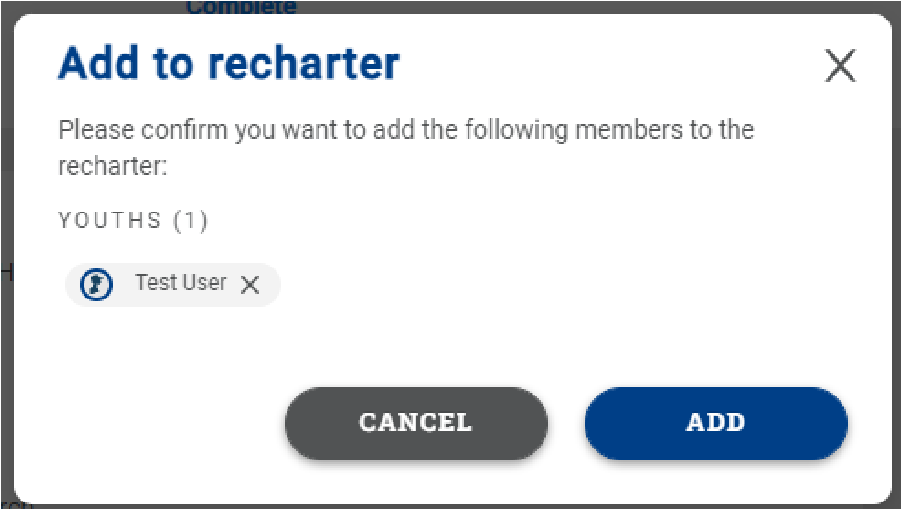 Complete
Add to recharter
Please confirm you want to add the following members to the
recharter:
YOUTHS (1)
H
Test User
CANCEL
ADD